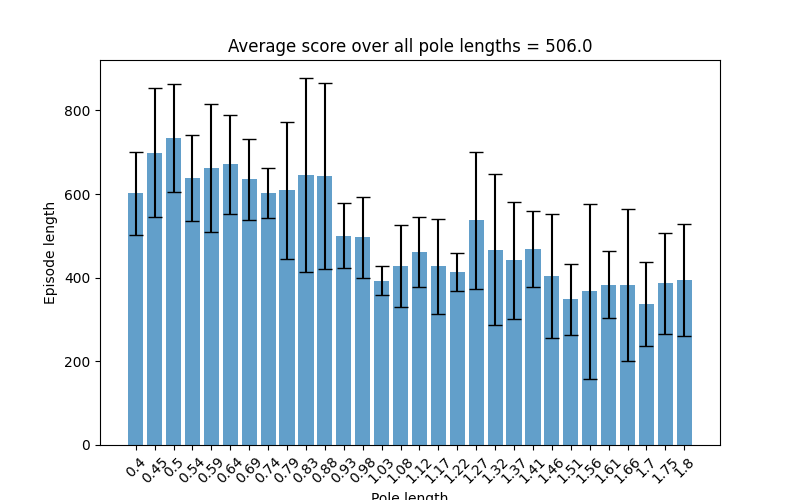 Average score over all pole lengths = 506.0
Episode length
800
600
400
200
0
0.4 0.45 0.5 0.54 0.59 0.64 0.69 0.74 0.79 0.83 0.88 0.93 0.98 1.03 1.08 1.12 1.17 1.22 1.27 1.32 1.37 1.41 1.46 1.51 1.56 1.61 1.66 1.7 1.75 1.8
Pole length